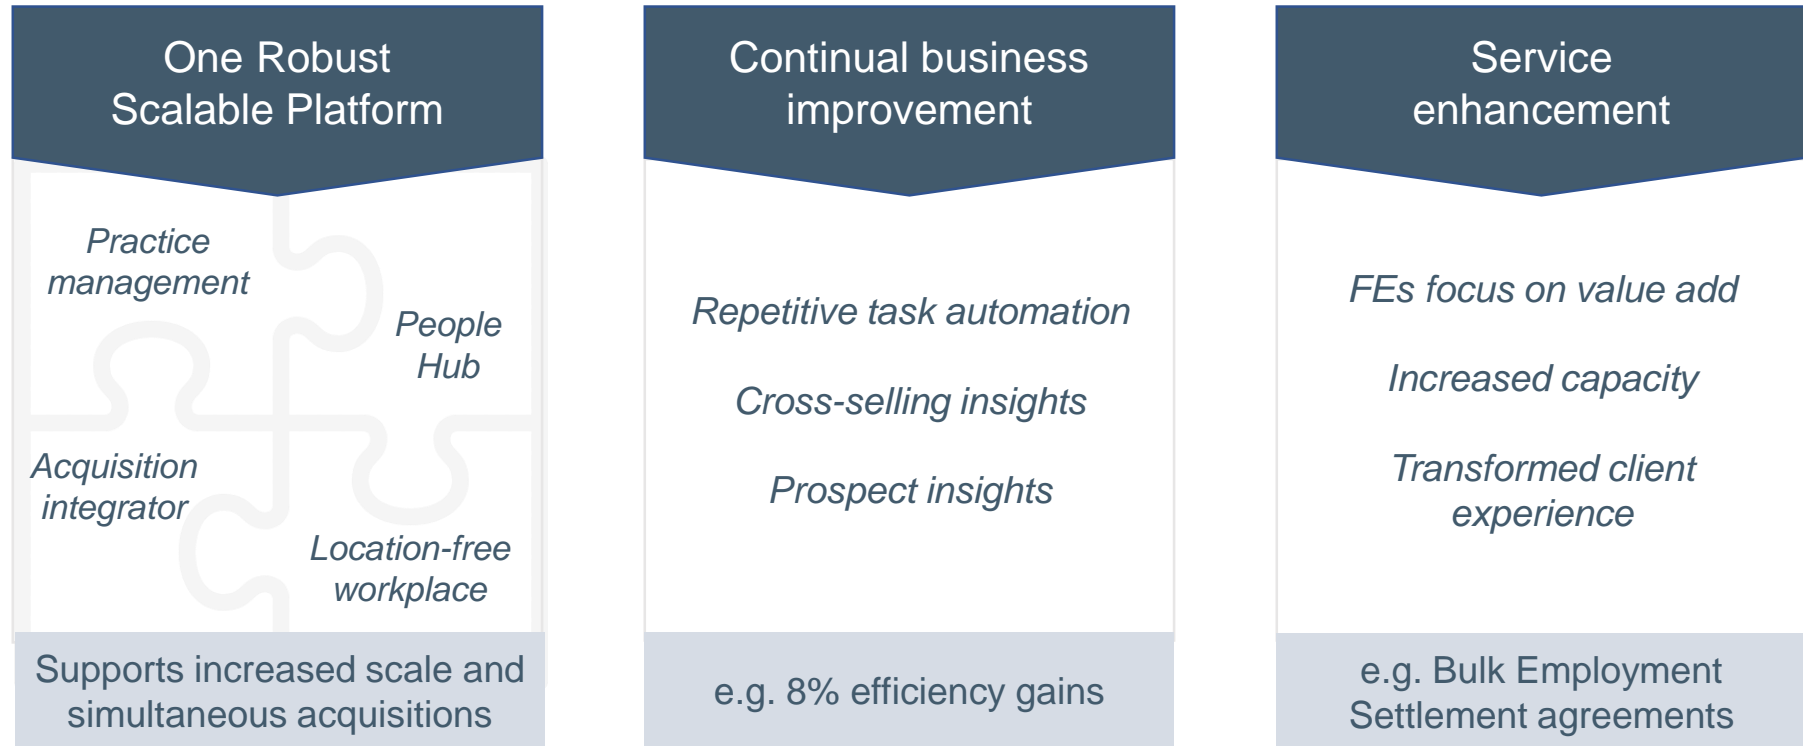 One Robust
Scalable Platform
Practice
management
People
Hub
Acquisition
integrator
Location-free
workplace
Supports increased scale and
simultaneous acquisitions
Continual business
improvement
Repetitive task automation
Cross-selling insights
Prospect insights
e.g. 8% efficiency gains
Service
enhancement
FEs focus on value add
Increased capacity
Transformed client
experience
e.g. Bulk Employment
Settlement agreements